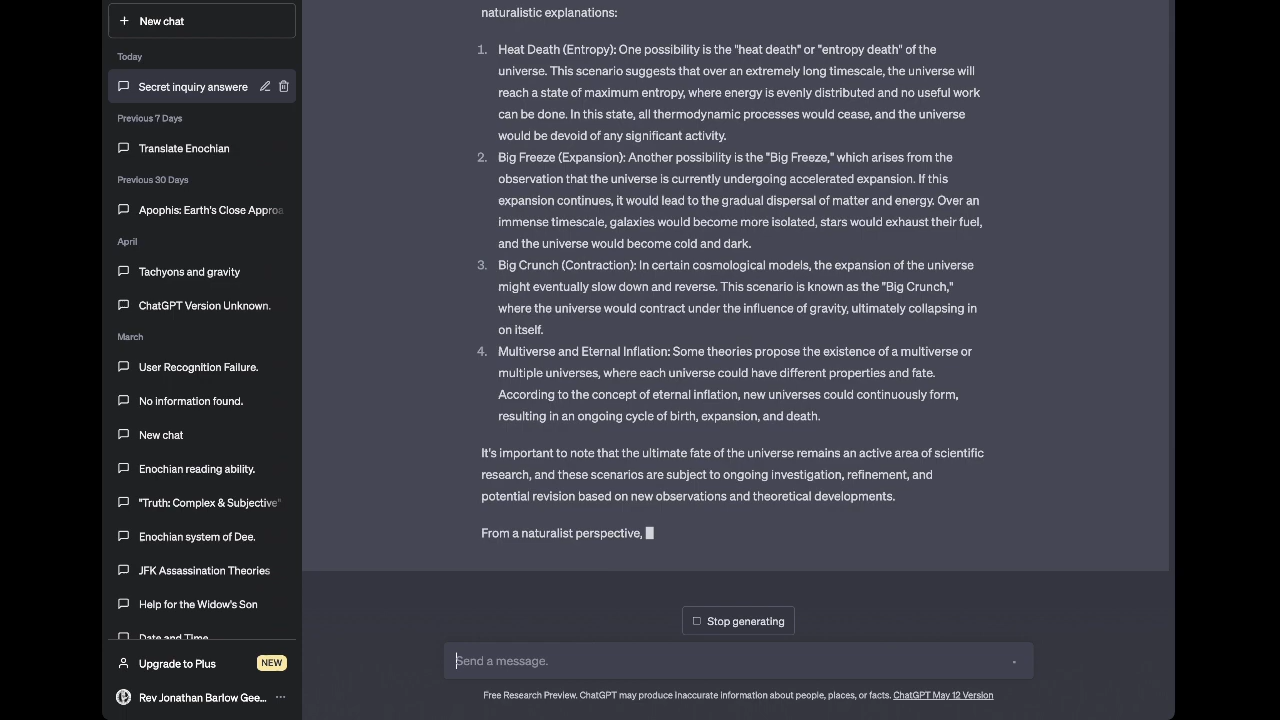 New chat
Today
Secret inquiry answere
Previous 7 Days
Translate Enochian
Previous 30 Days
Apophis: Earth's Close Approa
April
Tachyons and gravity
ChatGPT Version Unknown.
March
User Recognition Failure.
No information found.
New chat
Enochian reading ability.
"Truth: Complex & Subjective"
Enochian system of Dee.
JFK Assassination Theories
Help for the Widow's Son
Date and Time
Upgrade to Plus
NEW
Rev Jonathan Barlow Gee...
naturalistic explanations:
1. Heat Death (Entropy): One possibility is the "heat death" or "entropy death" of the
universe. This scenario suggests that over an extremely long timescale, the universe will
reach a state of maximum entropy, where energy is evenly distributed and no useful work
can be done. In this state, all thermodynamic processes would cease, and the universe
would be devoid of any significant activity.
2. Big Freeze (Expansion): Another possibility is the "Big Freeze," which arises from the
observation that the universe is currently undergoing accelerated expansion. If this
expansion continues, it would lead to the gradual dispersal of matter and energy. Over an
immense timescale, galaxies would become more isolated, stars would exhaust their fuel,
and the universe would become cold and dark.
3. Big Crunch (Contraction): In certain cosmological models, the expansion of the universe
might eventually slow down and reverse. This scenario is known as the "Big Crunch,"
where the universe would contract under the influence of gravity, ultimately collapsing in
on itself.
4. Multiverse and Eternal Inflation: Some theories propose the existence of a multiverse or
multiple universes, where each universe could have different properties and fate.
According to the concept of eternal inflation, new universes could continuously form,
resulting in an ongoing cycle of birth, expansion, and death.
It's important to note that the ultimate fate of the universe remains an active area of scientific
research, and these scenarios are subject to ongoing investigation, refinement, and
potential revision based on new observations and theoretical developments.
From a naturalist perspective,
Stop generating
Send a message.
Free Research Preview. ChatGPT may produce inaccurate information about people, places, or facts. ChatGPT May 12 Version